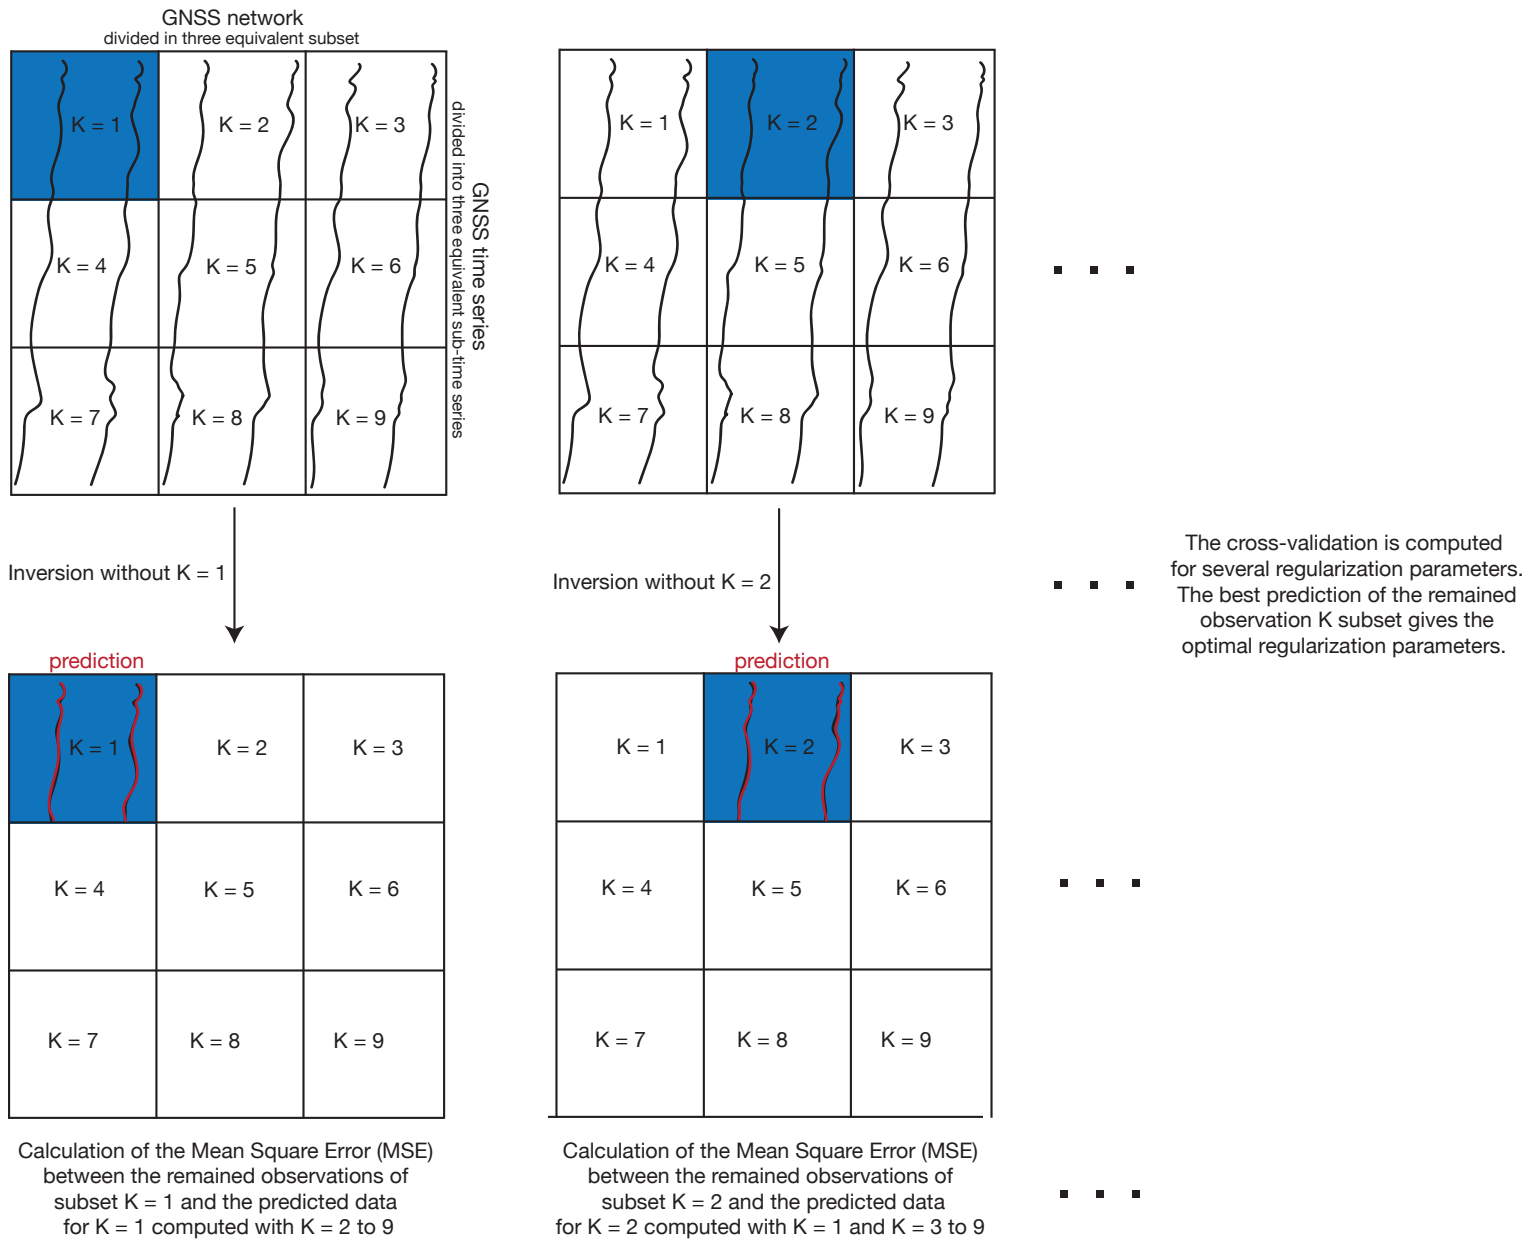 GNSS network
divided in three equivalent subset
K = 1
K = 2
K = 3
K = 4
K = 5
K = 6
K = 7
K = 8
K = 9
GNSS time series
divided into three equivalent sub-time series
K = 1
K = 2
K = 3
K = 4
K = 5
K = 6
K = 7
K = 8
K = 9
Inversion without K = 1
Inversion without K = 2
The cross-validation is computed
for several regularization parameters.
The best prediction of the remained
observation K subset gives the
optimal regularization parameters.
prediction
K = 1
K = 2
K = 3
K = 4
K = 5
K = 6
K = 7
K = 8
K = 9
prediction
K = 1
K = 2
K = 3
K = 4
K = 5
K = 6
K = 7
K = 8
K = 9
Calculation of the Mean Square Error (MSE)
between the remained observations of
subset K = 1 and the predicted data
for K = 1 computed with K = 2 to 9
Calculation of the Mean Square Error (MSE)
between the remained observations of
subset K = 2 and the predicted data
for K = 2 computed with K = 1 and K = 3 to 9